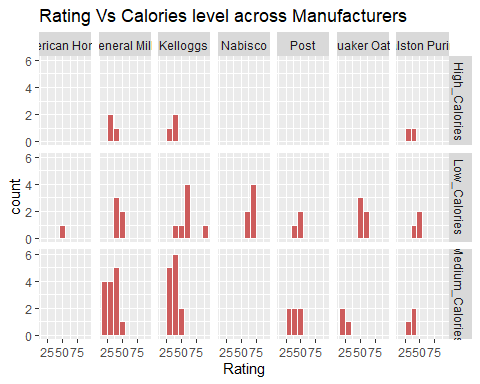 Rating Vs Calories level across Manufacturers
erican Hor eneral Mil Kelloggs Nabisco Post uaker Oat lston Puri
6
4
2
0
High_Calories
6
4
2
0
Low_Calories
6
4
2
0
Medium_Calories
count
255075 255075 255075 255075 255075 255075 255075
Rating